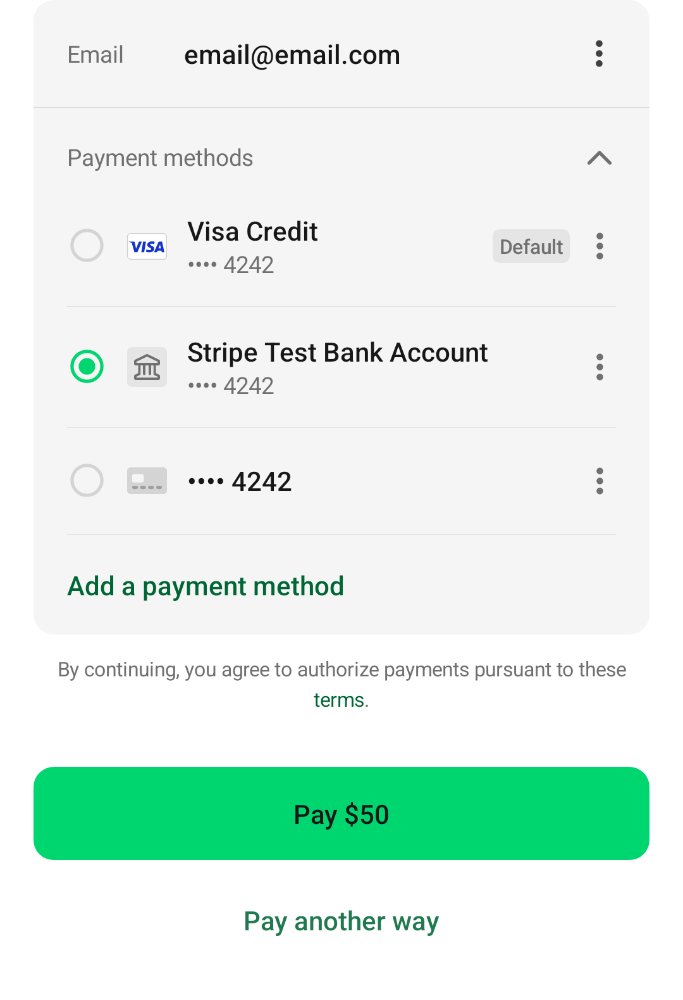 Email email@email.com
Payment methods
VISA Visa Credit Default
•••• 4242
Stripe Test Bank Account
•••• 4242
•••• 4242
Add a payment method
By continuing, you agree to authorize payments pursuant to these
terms.
Pay $50
Pay another way